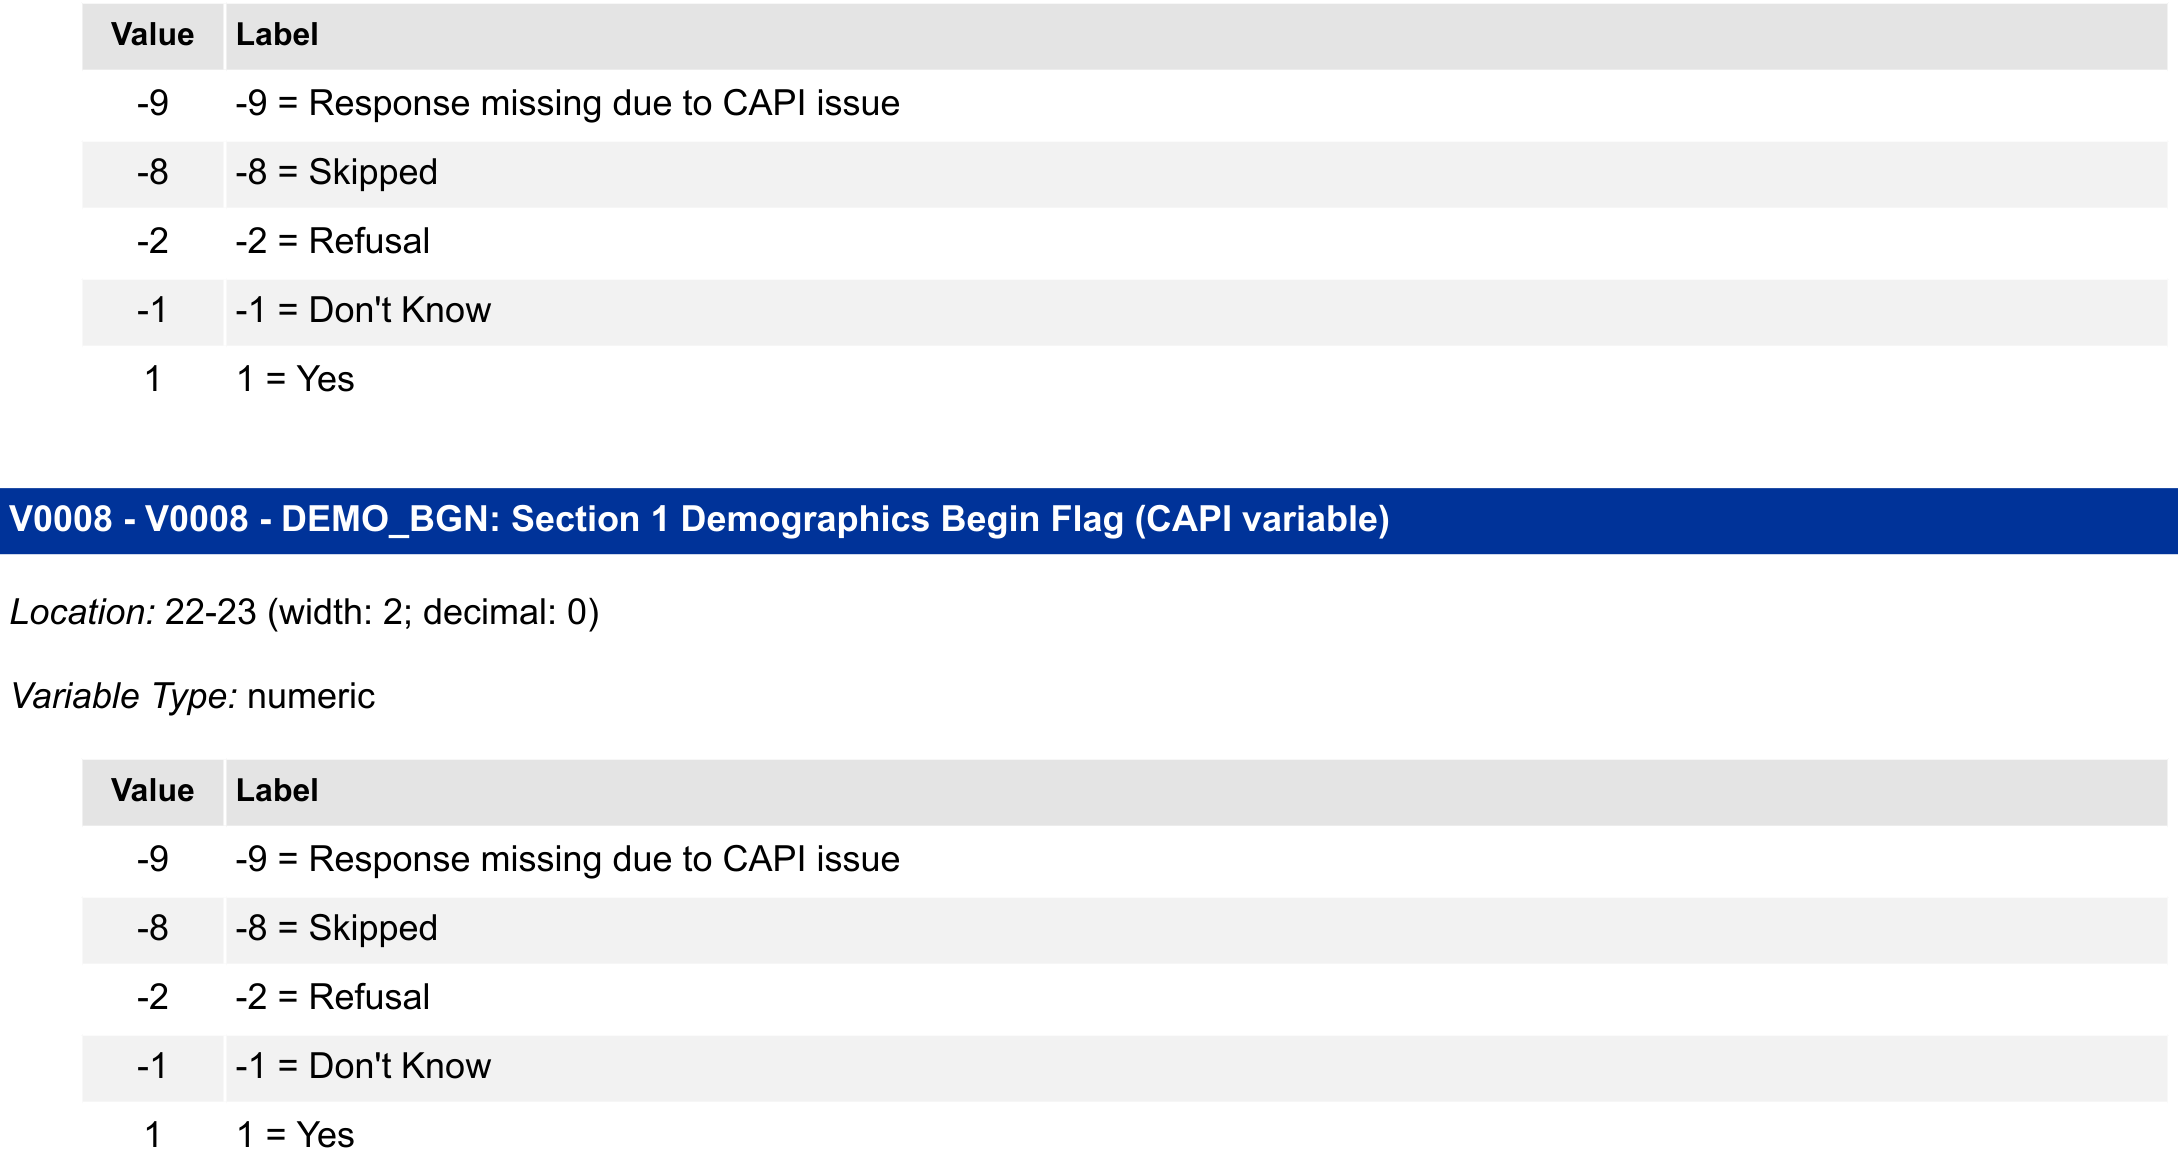 Value Label
-9 -9 = Response missing due to CAPI issue
-8 -8 = Skipped
-2 -2 = Refusal
-1 -1 = Don't Know
1 1 = Yes
V0008 - V0008 - DEMO_BGN: Section 1 Demographics Begin Flag (CAPI variable)
Location: 22-23 (width: 2; decimal: 0)
Variable Type: numeric
Value Label
-9 -9 = Response missing due to CAPI issue
-8 -8 = Skipped
-2 -2 = Refusal
-1 -1 = Don't Know
1 1 = Yes